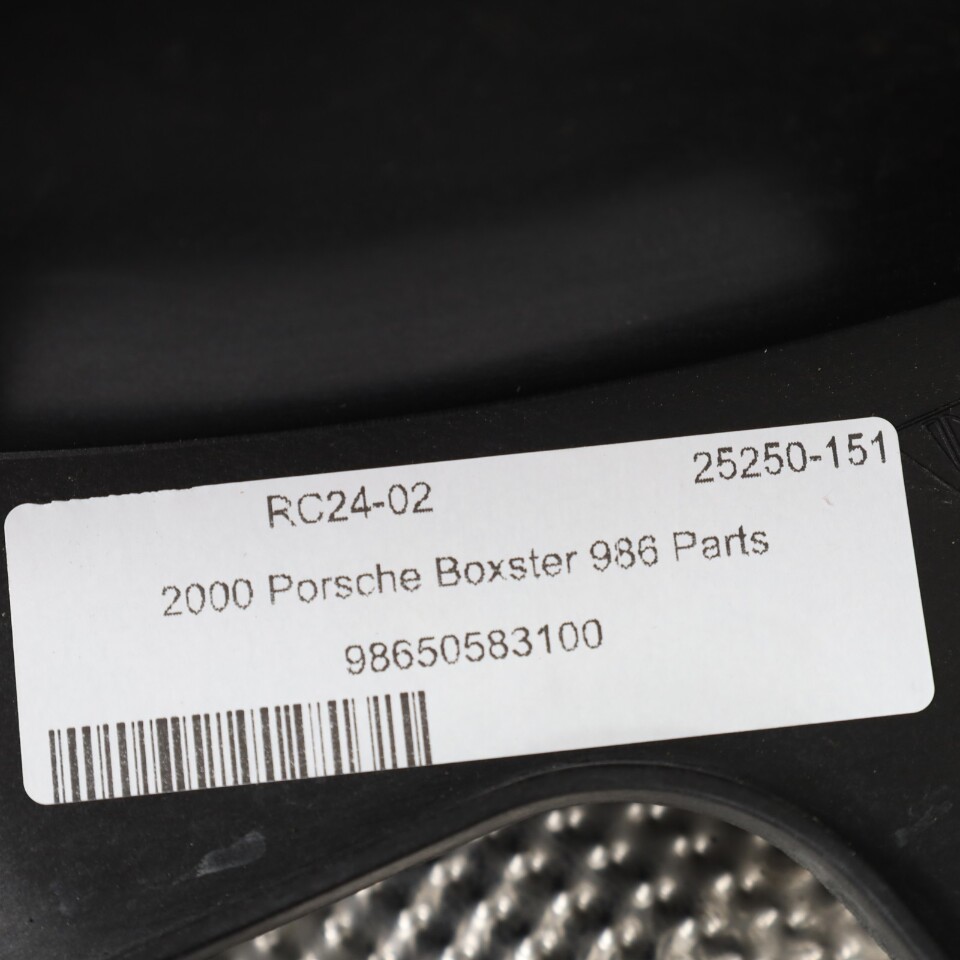 RC24-02 25250-151
2000 Porsche Boxster 986 Parts
98650583100